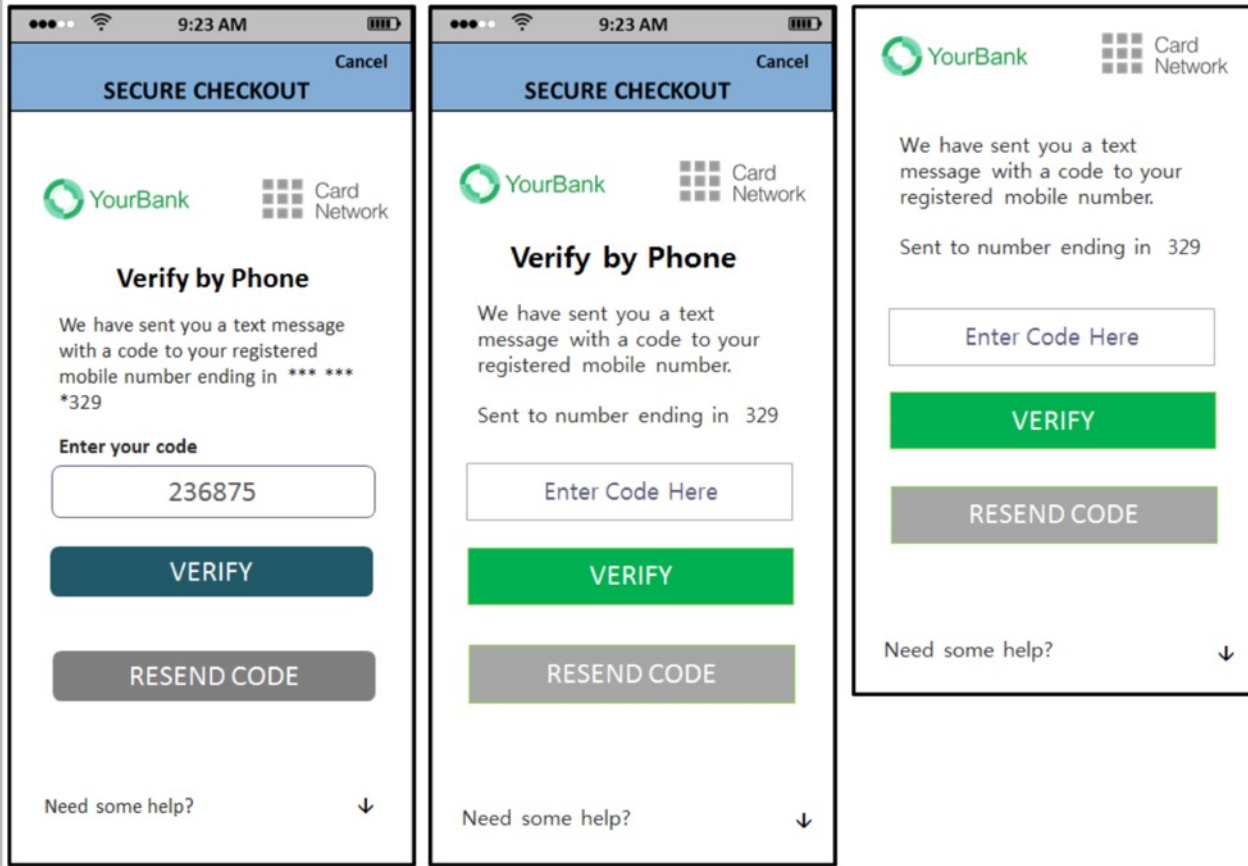 9:23 AM
Cancel
SECURE CHECKOUT
YourBank
Card
Network
Verify by Phone
We have sent you a text message
with a code to your registered
mobile number ending in *** ***
*329
Enter your code
236875
VERIFY
RESEND CODE
Need some help?
9:23 AM
Cancel
SECURE CHECKOUT
YourBank
Card
Network
Verify by Phone
We have sent you a text
message with a code to your
registered mobile number.
Sent to number ending in 329
Enter Code Here
VERIFY
RESEND CODE
Need some help?
YourBank
Card
Network
We have sent you a text
message with a code to your
registered mobile number.
Sent to number ending in 329
Enter Code Here
VERIFY
RESEND CODE
Need some help?